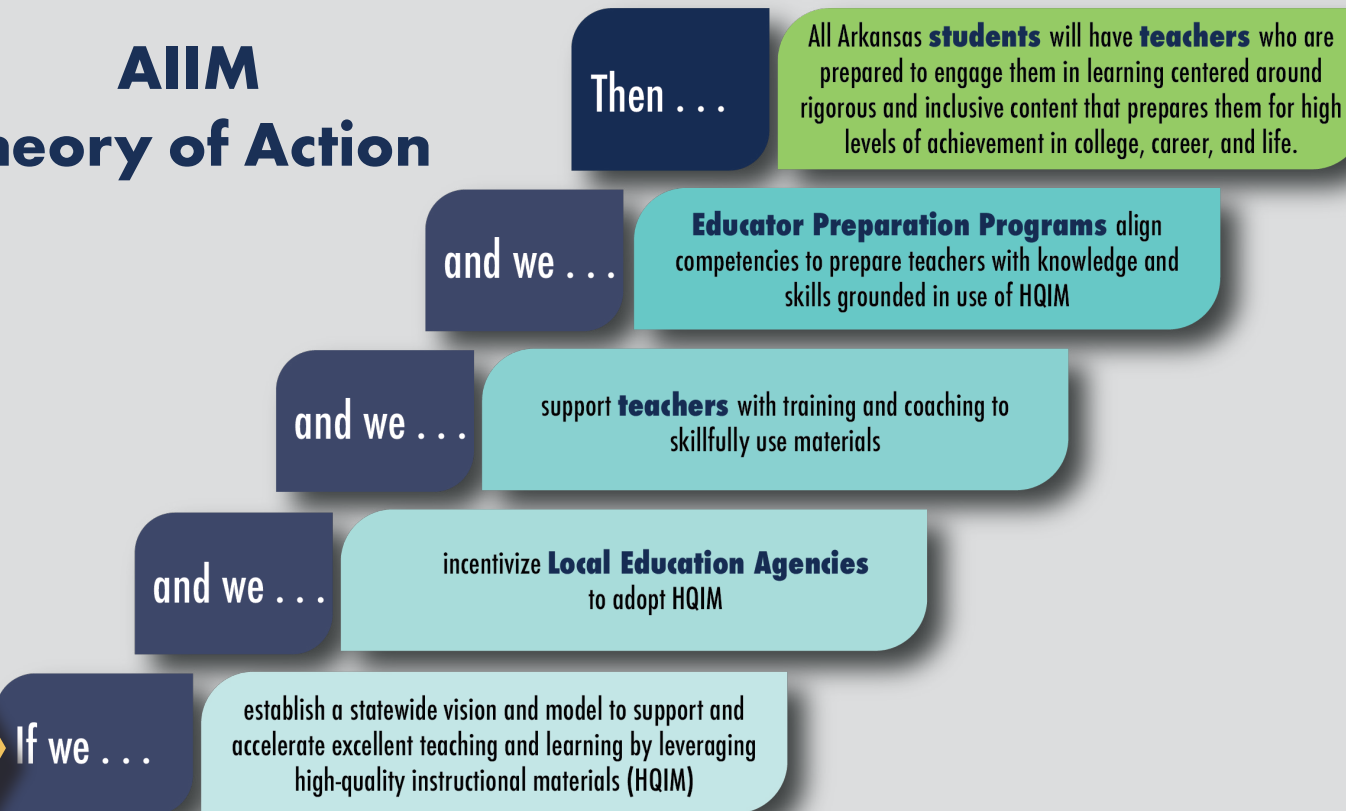 AIIM
heory of Action
Then . . .
All Arkansas students will have teachers who are
prepared to engage them in learning centered around
rigorous and inclusive content that prepares them for high
levels of achievement in college, career, and life.
and we . . .
Educator Preparation Programs align
competencies to prepare teachers with knowledge and
skills grounded in use of HQIM
and we . . .
support teachers with training and coaching to
skillfully use materials
and we . . .
incentivize Local Education Agencies
to adopt HQIM
If we . . .
establish a statewide vision and model to support and
accelerate excellent teaching and learning by leveraging
high-quality instructional materials (HQIM)